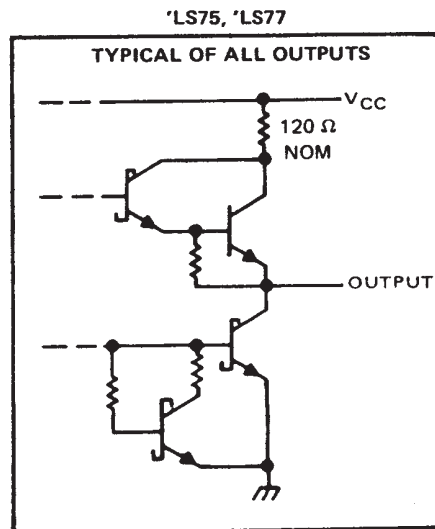 'LS75, 'LS77
TYPICAL OF ALL OUTPUTS
VCC
120 Ω
NOM
OUTPUT